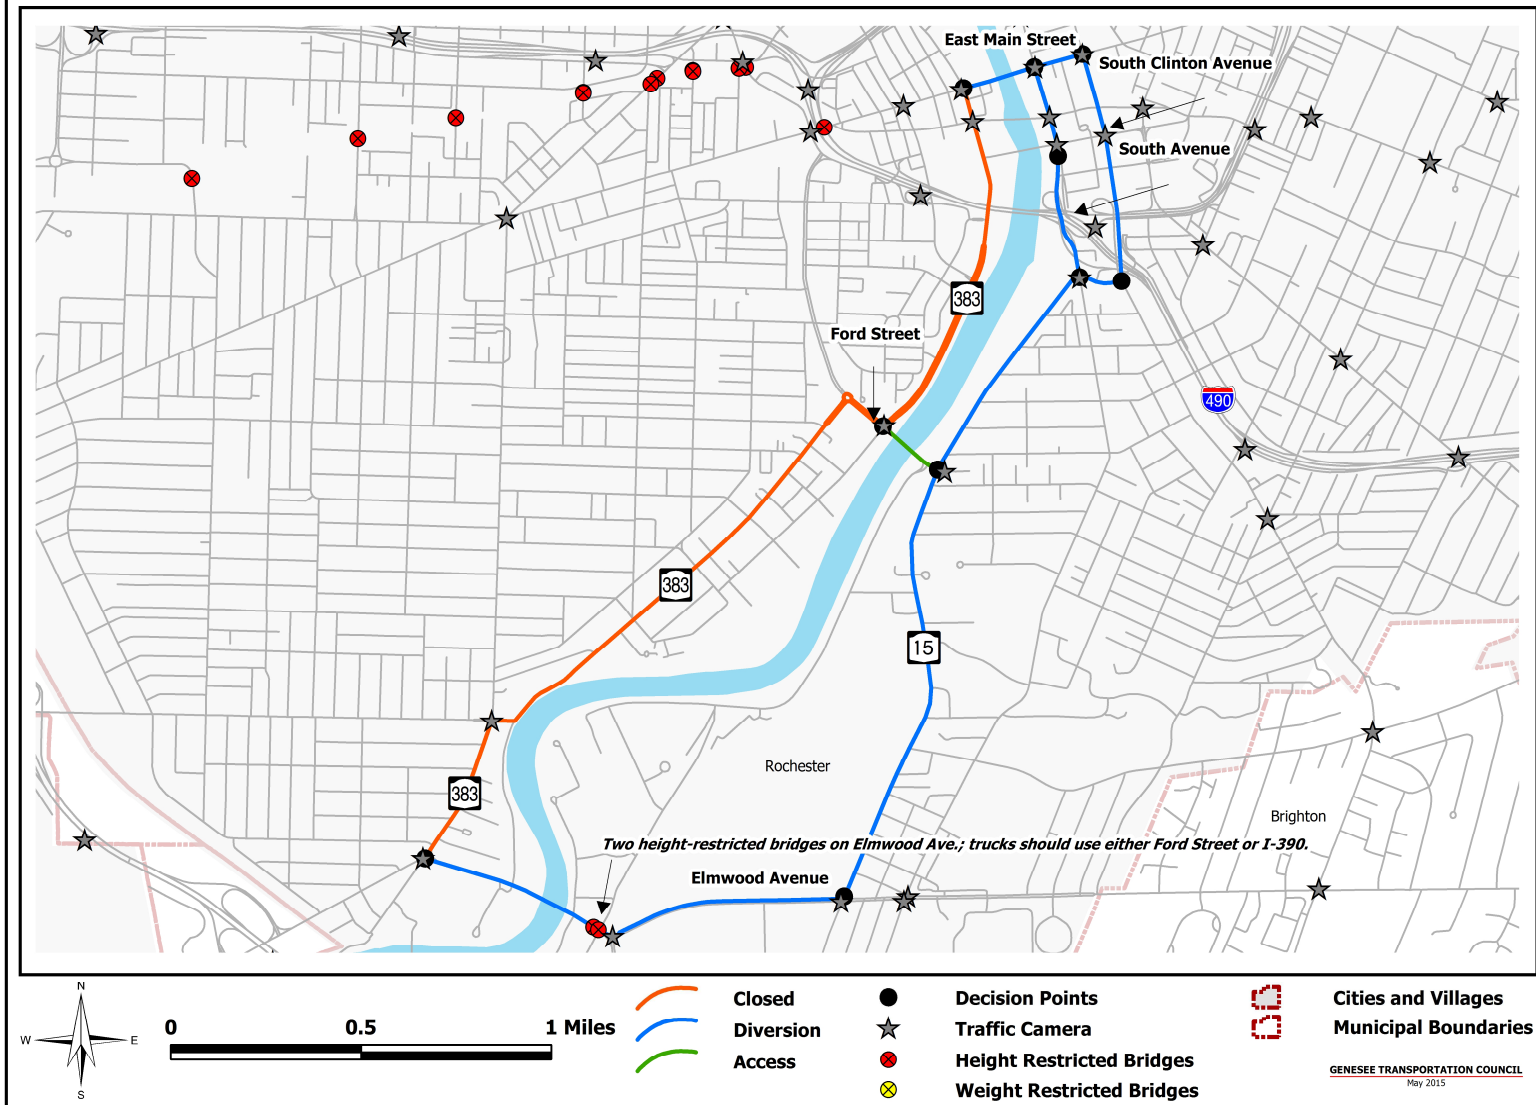 East Main Street
South Clinton Avenue
South Avenue
383
Ford Street
490
383
15
Rochester
383
Brighton
Two height-restricted bridges on Elmwood Ave.; trucks should use either Ford Street or I-390.
Elmwood Avenue
N
W
E
S
0
0.5
1 Miles
Closed
Diversion
Access
Decision Points
Traffic Camera
Height Restricted Bridges
Weight Restricted Bridges
Cities and Villages
Municipal Boundaries
GENESEE TRANSPORTATION COUNCIL
May 2015